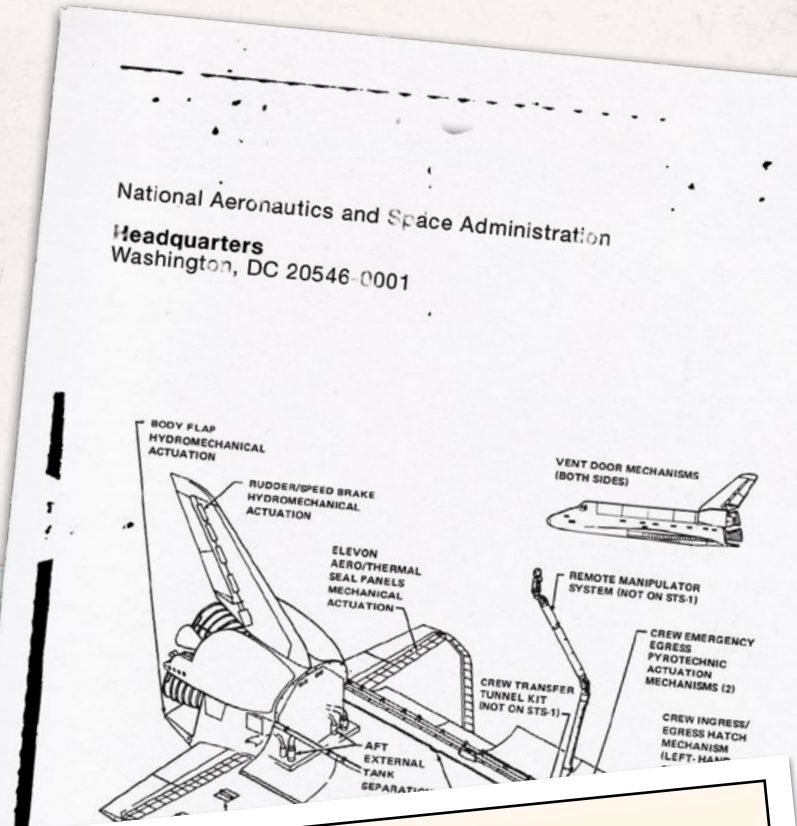 National Aeronautics and Space Administration
Headquarters
Washington, DC 20546-0001
BODY FLAP
HYDROMECHANICAL
ACTUATION
RUDDER/SPEED BRAKE
HYDROMECHANICAL
ACTUATION
VENT DOOR MECHANISMS
(BOTH SIDES)
ELEVON
AERO/THERMAL
SEAL PANELS
MECHANICAL
ACTUATION
REMOTE MANIPULATOR
SYSTEM (NOT ON STS-1)
CREW EMERGENCY
EGRESS
PYROTECHNIC
ACTUATION
MECHANISMS (2)
CREW TRANSFER
TUNNEL KIT
(NOT ON STS-1)
CREW INGRESS/
EGRESS HATCH
MECHANISM
(LEFT-HAND
AFT
EXTERNAL
TANK
SEPARATION